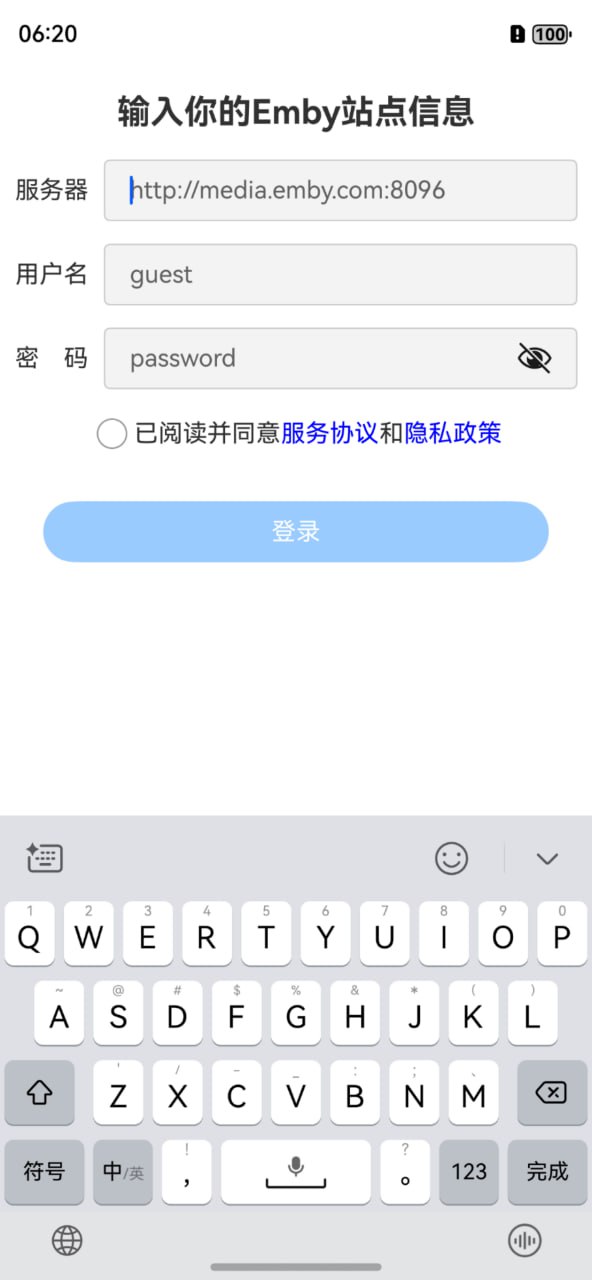 06:20
100
输入你的Emby站点信息
服务器 http://media.emby.com:8096
用户名 guest
密 码 password
已阅读并同意服务协议和隐私政策
登录
1 2 3 4 5 6 7 8 9 0
Q W E R T Y U I O P
~ @ # $ % & * ( )
A S D F G H J K L
' / – _ : ; 、
Z X C V B N M
! ?
符号 中/英 , 。 123 完成